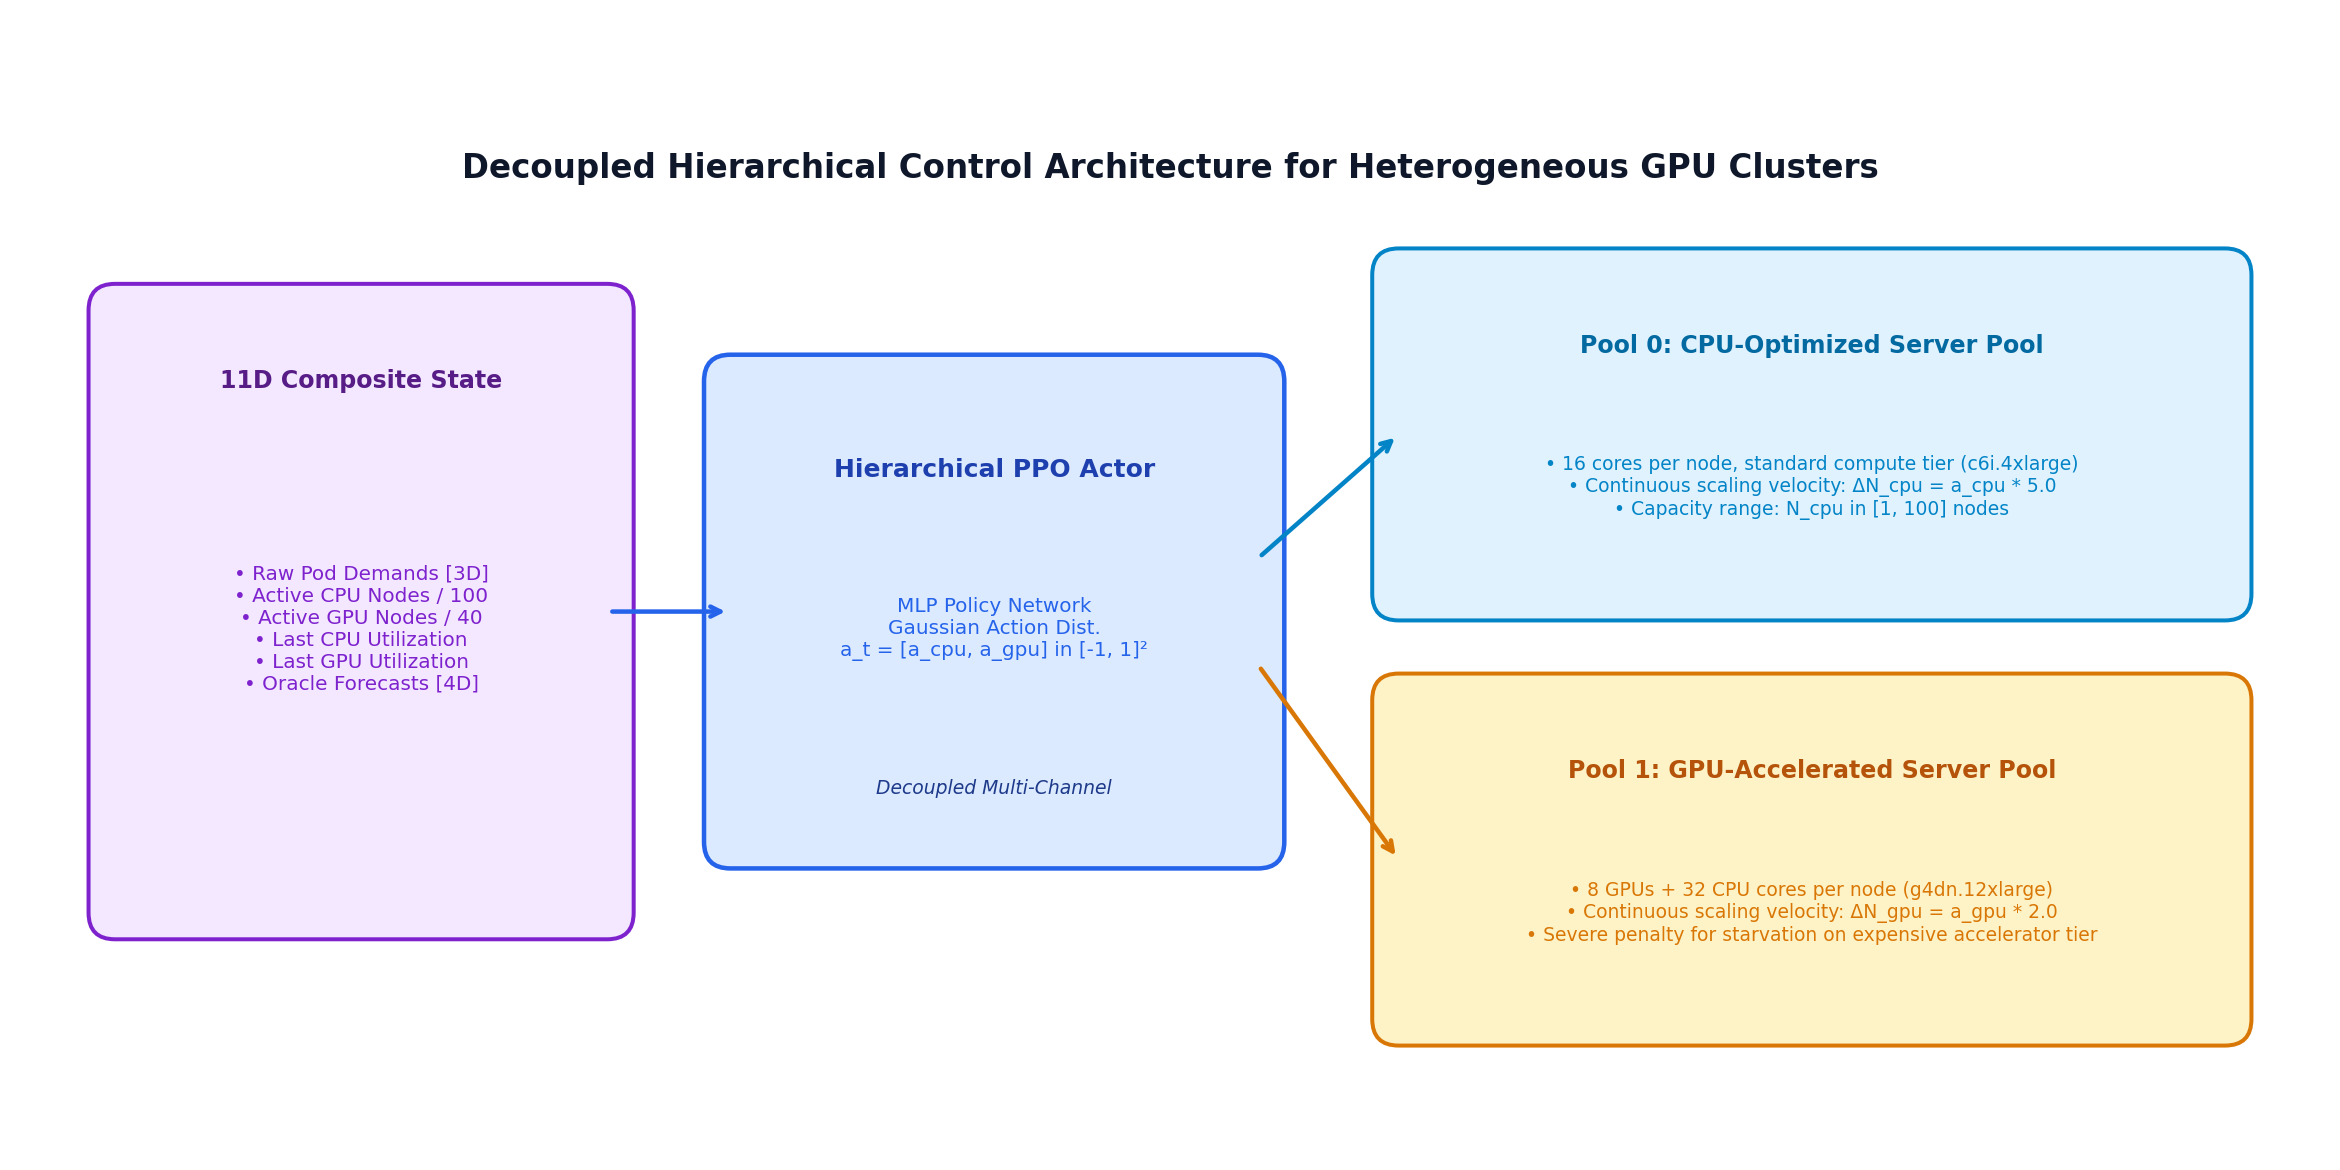 Decoupled Hierarchical Control Architecture for Heterogeneous GPU Clusters
11D Composite State
• Raw Pod Demands [3D]
• Active CPU Nodes / 100
• Active GPU Nodes / 40
• Last CPU Utilization
• Last GPU Utilization
• Oracle Forecasts [4D]
Hierarchical PPO Actor
MLP Policy Network
Gaussian Action Dist.
a_t = [a_cpu, a_gpu] in [-1, 1]²
Decoupled Multi-Channel
Pool 0: CPU-Optimized Server Pool
• 16 cores per node, standard compute tier (c6i.4xlarge)
• Continuous scaling velocity: ΔN_cpu = a_cpu * 5.0
• Capacity range: N_cpu in [1, 100] nodes
Pool 1: GPU-Accelerated Server Pool
• 8 GPUs + 32 CPU cores per node (g4dn.12xlarge)
• Continuous scaling velocity: ΔN_gpu = a_gpu * 2.0
• Severe penalty for starvation on expensive accelerator tier